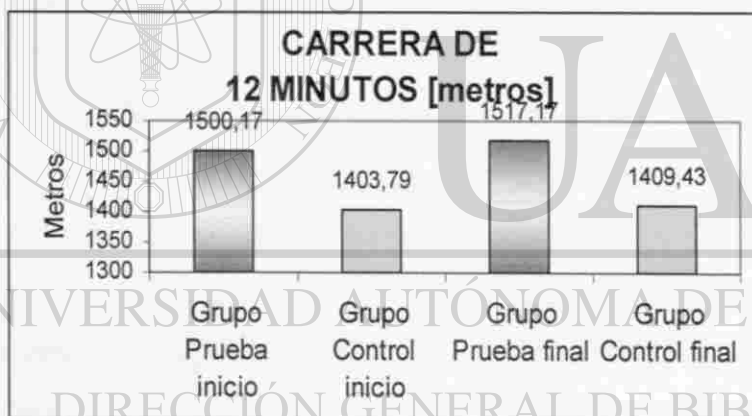 CARRERA DE
12 MINUTOS [metros]
1550
1500
1450
1400
1350
1300
Metros
1500,17
1403,79
1517,17
1409,43
Grupo Prueba inicio
Grupo Control inicio
Grupo Prueba final
Grupo Control final
UA
UNIVERSIDAD AUTÓNOMA DE
DIRECCIÓN GENERAL DE BIB